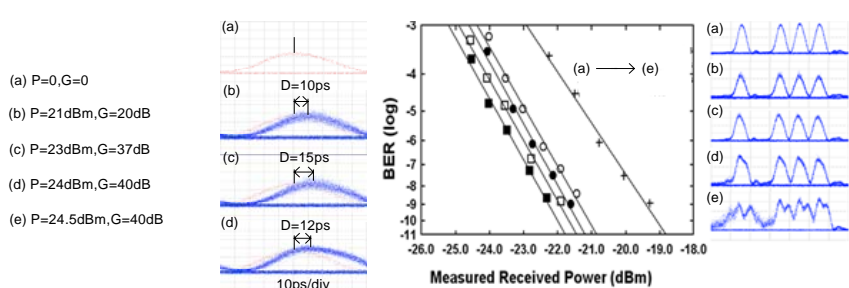 (a) P=0,G=0
(b) P=21dBm,G=20dB
(c) P=23dBm,G=37dB
(d) P=24dBm,G=40dB
(e) P=24.5dBm,G=40dB
(a)
(b)
D=10ps
(c)
D=15ps
(d)
D=12ps
10ps/div
BER (log)
-3
-4
-5
-6
-7
-8
-9
-10
-11
(a) → (e)
-26.0 -25.0 -24.0 -23.0 -22.0 -21.0 -20.0 -19.0 -18.0
Measured Received Power (dBm)
(a)
(b)
(c)
(d)
(e)